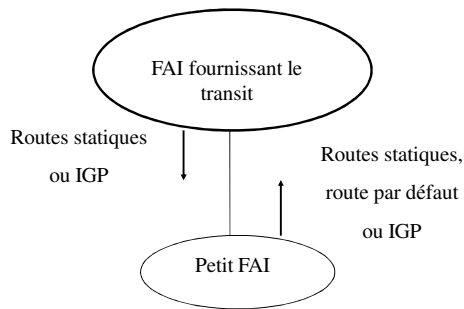 FAI fournissant le
transit
Routes statiques
ou IGP
Routes statiques,
route par défaut
ou IGP
Petit FAI